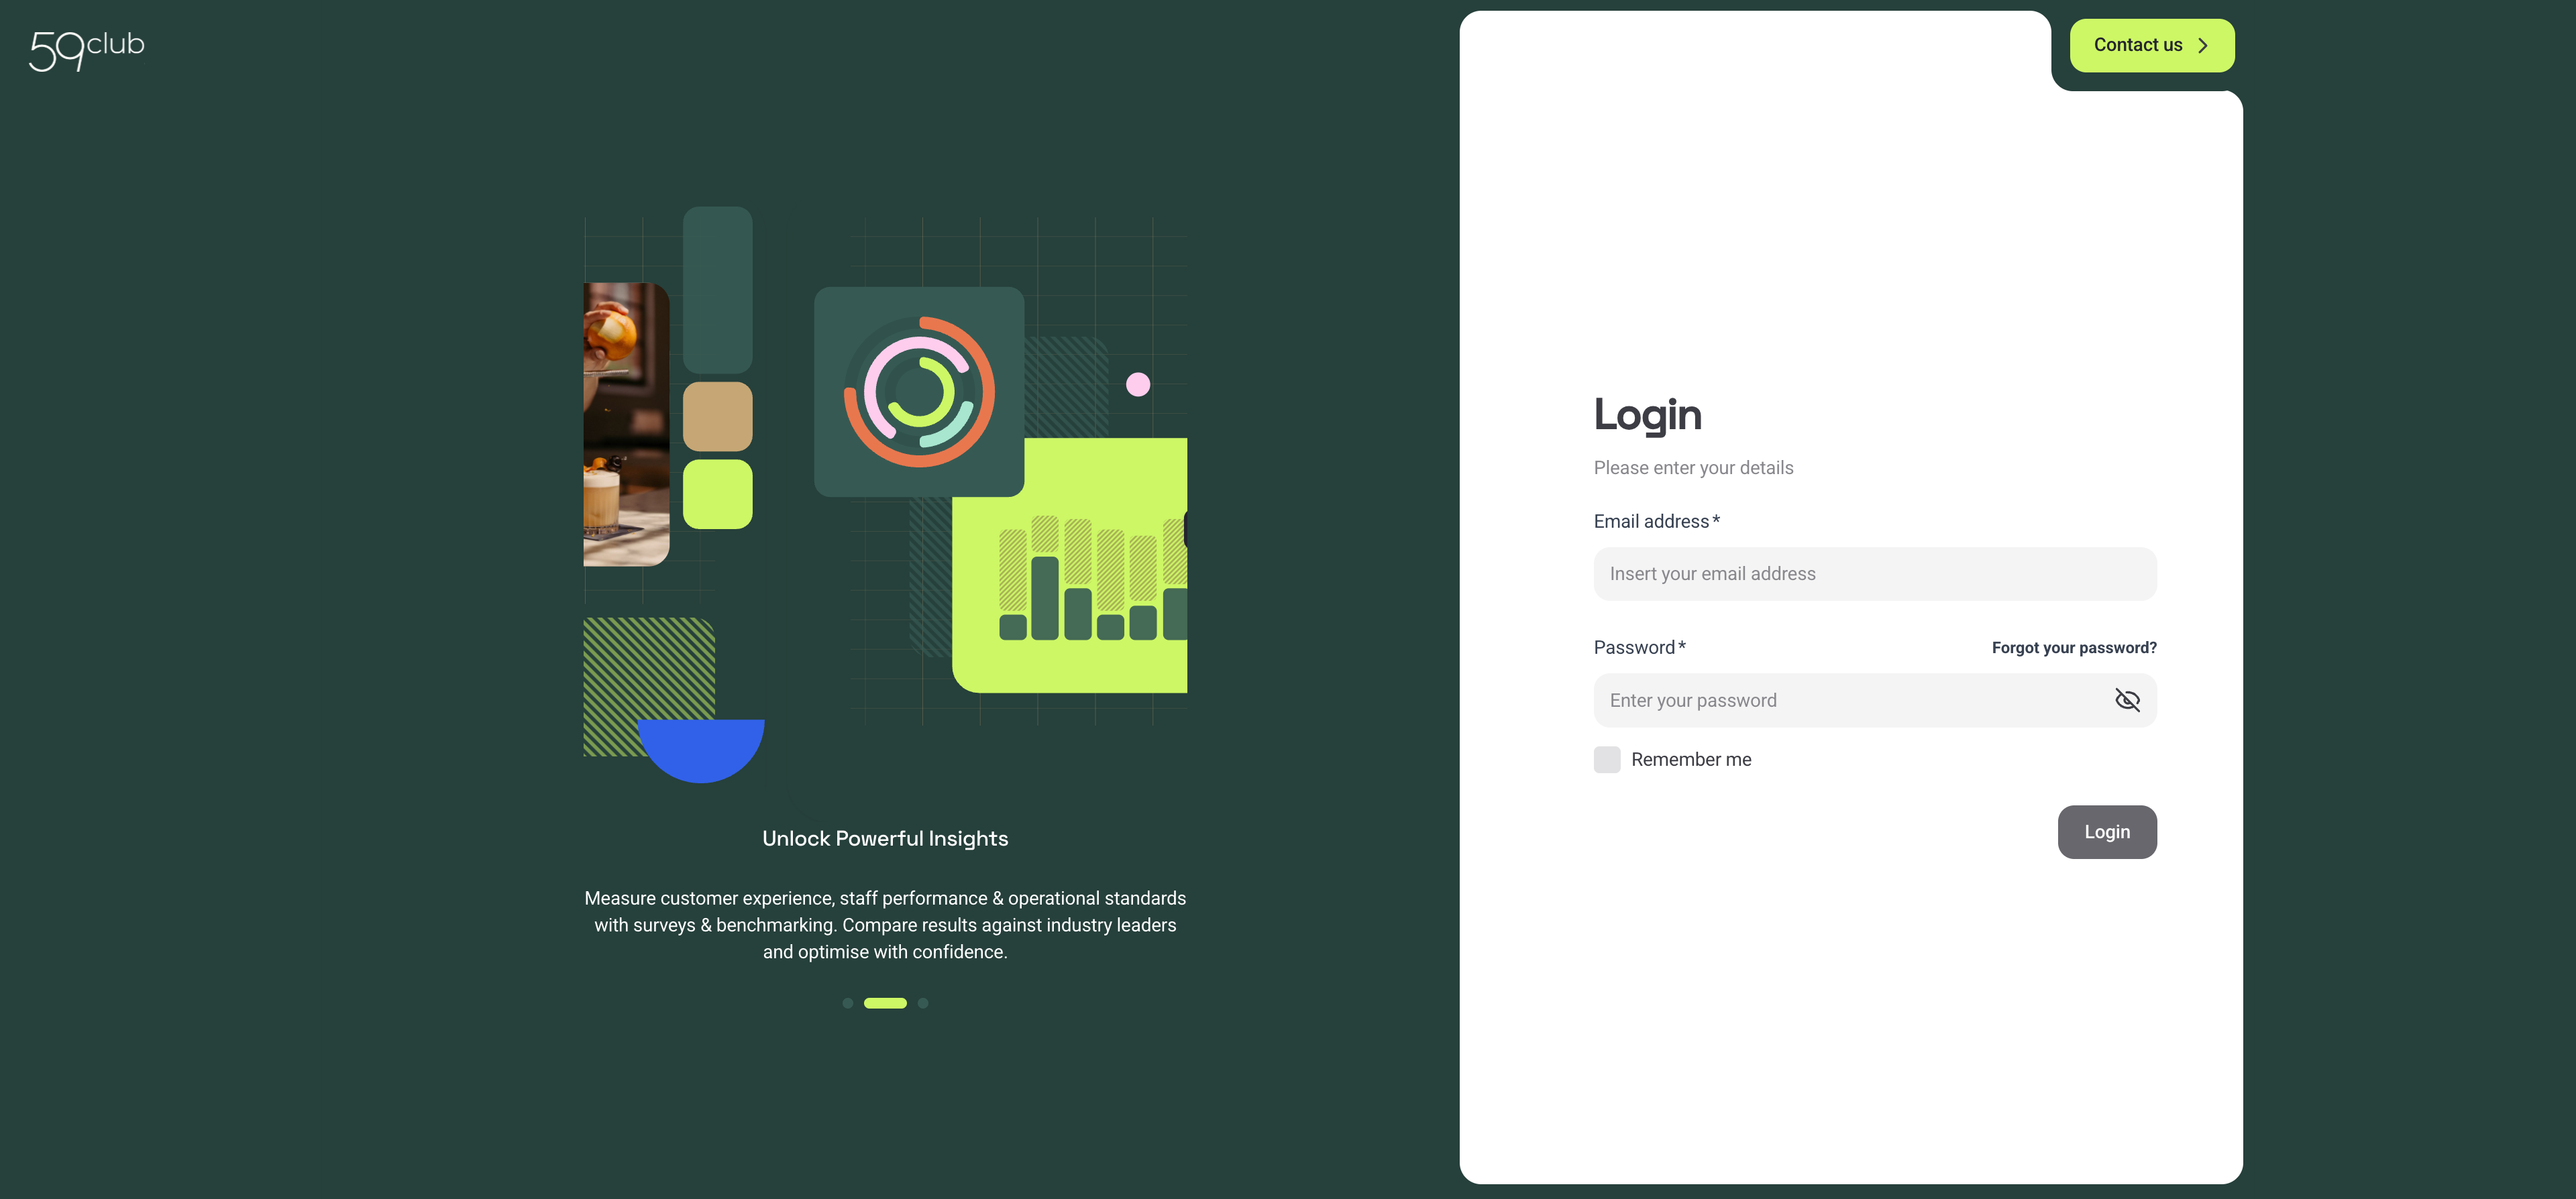 59club
Contact us
Login
Please enter your details
Email address *
Insert your email address
Password *
Forgot your password?
Enter your password
Remember me
Login
Unlock Powerful Insights
Measure customer experience, staff performance & operational standards
with surveys & benchmarking. Compare results against industry leaders
and optimise with confidence.